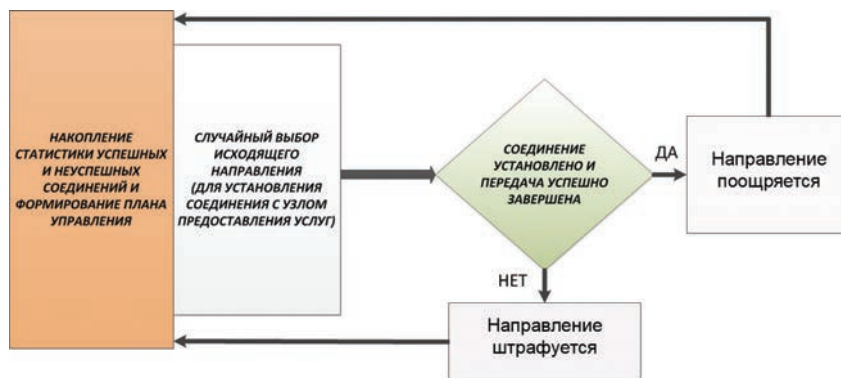 НАКОПЛЕНИЕ
СТАТИСТИКИ УСПЕШНЫХ
И НЕУСПЕШНЫХ
СОЕДИНЕНИЙ И
ФОРМИРОВАНИЕ ПЛАНА
УПРАВЛЕНИЯ
СЛУЧАЙНЫЙ ВЫБОР
ИСХОДЯЩЕГО
НАПРАВЛЕНИЯ
(ДЛЯ УСТАНОВЛЕНИЯ
СОЕДИНЕНИЯ С УЗЛОМ
ПРЕДОСТАВЛЕНИЯ УСЛУГ)
СОЕДИНЕНИЕ
УСТАНОВЛЕНО И
ПЕРЕДАЧА УСПЕШНО
ЗАВЕРШЕНА
ДА
Направление
поощряется
НЕТ
Направление
штрафуется